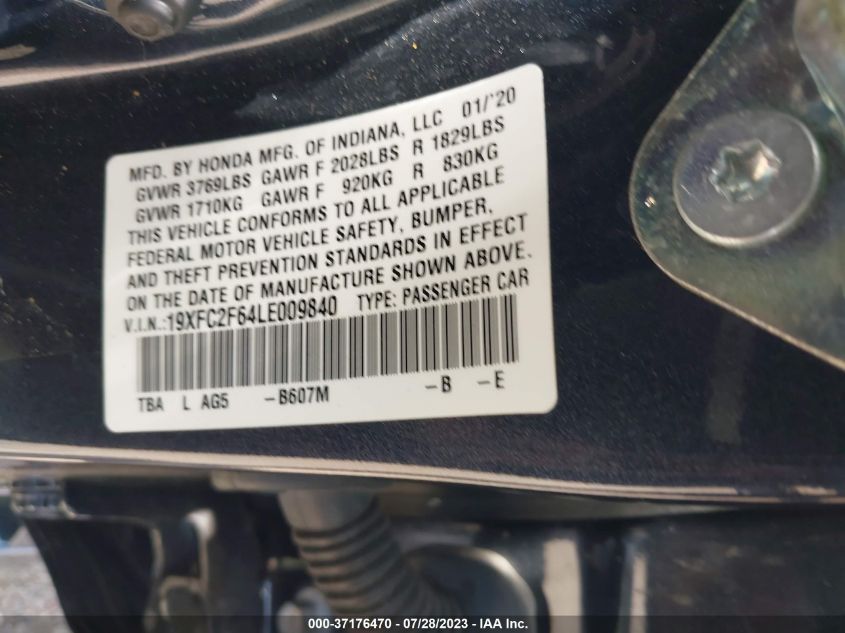 MFD. BY HONDA MFG. OF INDIANA, LLC 01/'20
GVWR 3769LBS GAWR F 2028LBS R 1829LBS
GVWR 1710KG GAWR F 920KG R 830KG
THIS VEHICLE CONFORMS TO ALL APPLICABLE
FEDERAL MOTOR VEHICLE SAFETY, BUMPER,
AND THEFT PREVENTION STANDARDS IN EFFECT
ON THE DATE OF MANUFACTURE SHOWN ABOVE.
V.I.N.:19XFC2F64LE009840 TYPE: PASSENGER CAR
TBA L AG5 -B607M -B -E
000-37176470 - 07/28/2023 - IAA Inc.